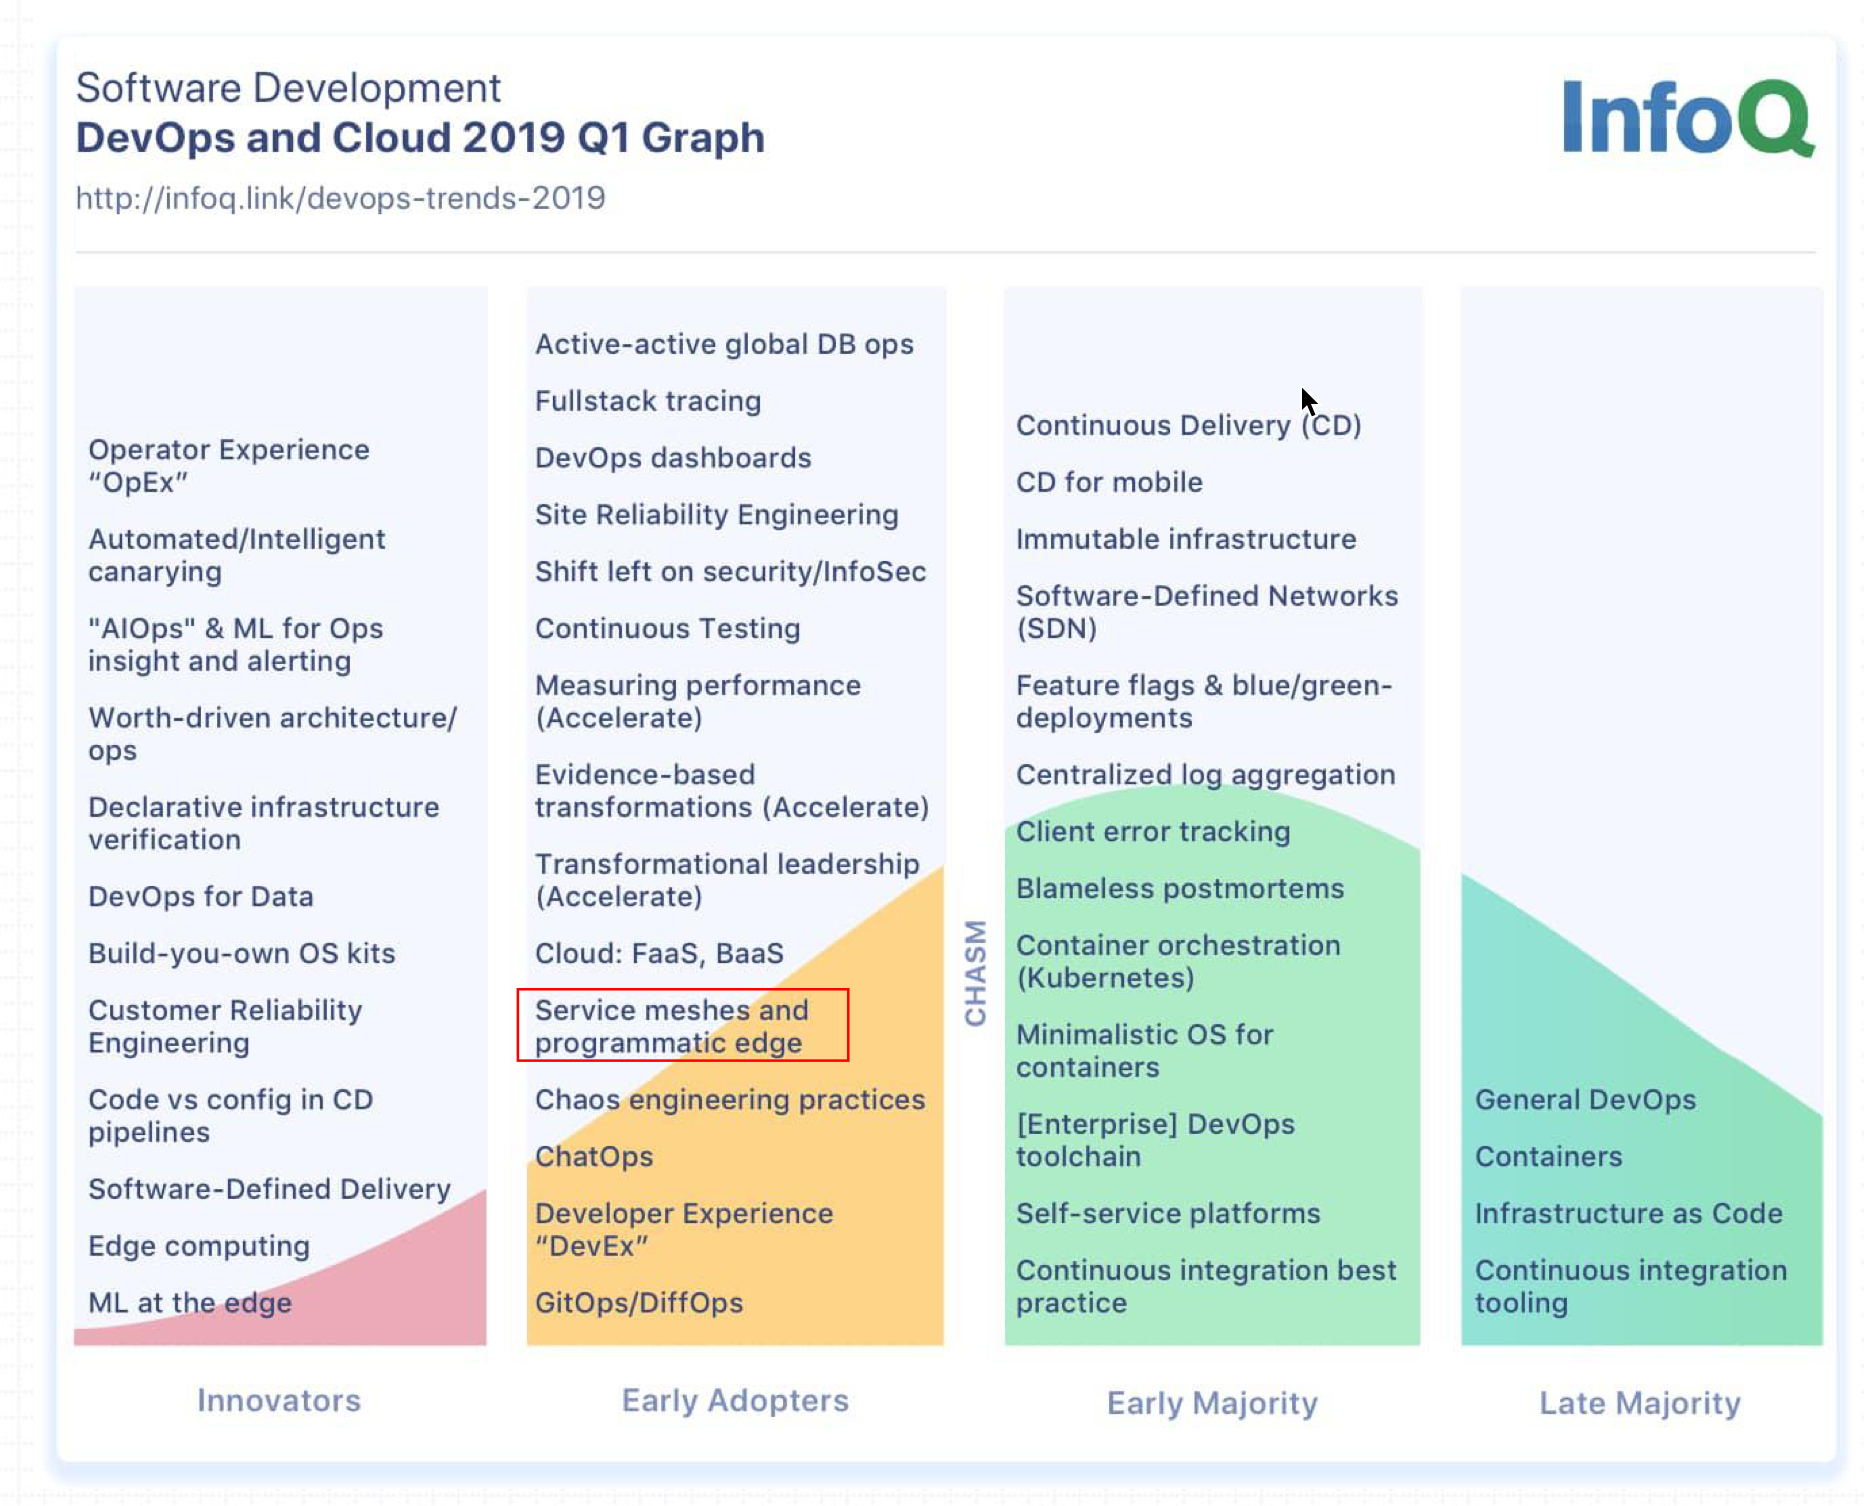 Software Development
DevOps and Cloud 2019 Q1 Graph
http://infoq.link/devops-trends-2019
InfoQ
Operator Experience
“OpEx”
Automated/Intelligent
canarying
"AIOps" & ML for Ops
insight and alerting
Worth-driven architecture/
ops
Declarative infrastructure
verification
DevOps for Data
Build-you-own OS kits
Customer Reliability
Engineering
Code vs config in CD
pipelines
Software-Defined Delivery
Edge computing
ML at the edge
Innovators
Active-active global DB ops
Fullstack tracing
DevOps dashboards
Site Reliability Engineering
Shift left on security/InfoSec
Continuous Testing
Measuring performance
(Accelerate)
Evidence-based
transformations (Accelerate)
Transformational leadership
(Accelerate)
Cloud: FaaS, BaaS
Service meshes and
programmatic edge
Chaos engineering practices
ChatOps
Developer Experience
“DevEx”
GitOps/DiffOps
Early Adopters
CHASM
Continuous Delivery (CD)
CD for mobile
Immutable infrastructure
Software-Defined Networks
(SDN)
Feature flags & blue/green-
deployments
Centralized log aggregation
Client error tracking
Blameless postmortems
Container orchestration
(Kubernetes)
Minimalistic OS for
containers
[Enterprise] DevOps
toolchain
Self-service platforms
Continuous integration best
practice
Early Majority
General DevOps
Containers
Infrastructure as Code
Continuous integration
tooling
Late Majority